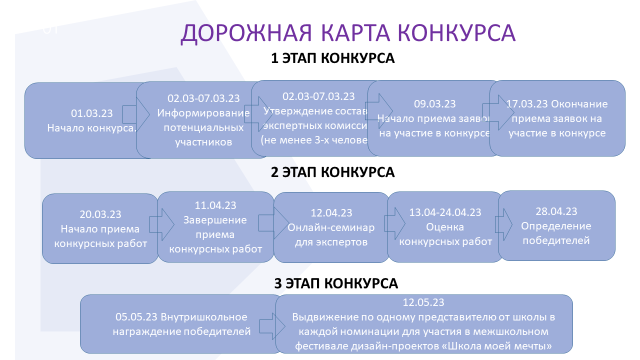 ДОРОЖНАЯ КАРТА КОНКУРСА
1 ЭТАП КОНКУРСА
01.03.23
Начало конкурса.
02.03-07.03.23
Информирование
потенциальных
участников
02.03-07.03.23
Утверждение состав
экспертных комисси
(не менее 3-х человек
09.03.23
Начало приема заявок
на участие в конкурсе
17.03.23 Окончание
приема заявок на
участие в конкурсе
2 ЭТАП КОНКУРСА
20.03.23
Начало приема
конкурсных работ
11.04.23
Завершение
приема
конкурсных работ
12.04.23
Онлайн-семинар
для экспертов
13.04-24.04.23
Оценка
конкурсных работ
28.04.23
Определение
победителей
3 ЭТАП КОНКУРСА
05.05.23 Внутришкольное
награждение победителей
12.05.23
Выдвижение по одному представителю от школы в
каждой номинации для участия в межшкольном
фестивале дизайн-проектов «Школа моей мечты»